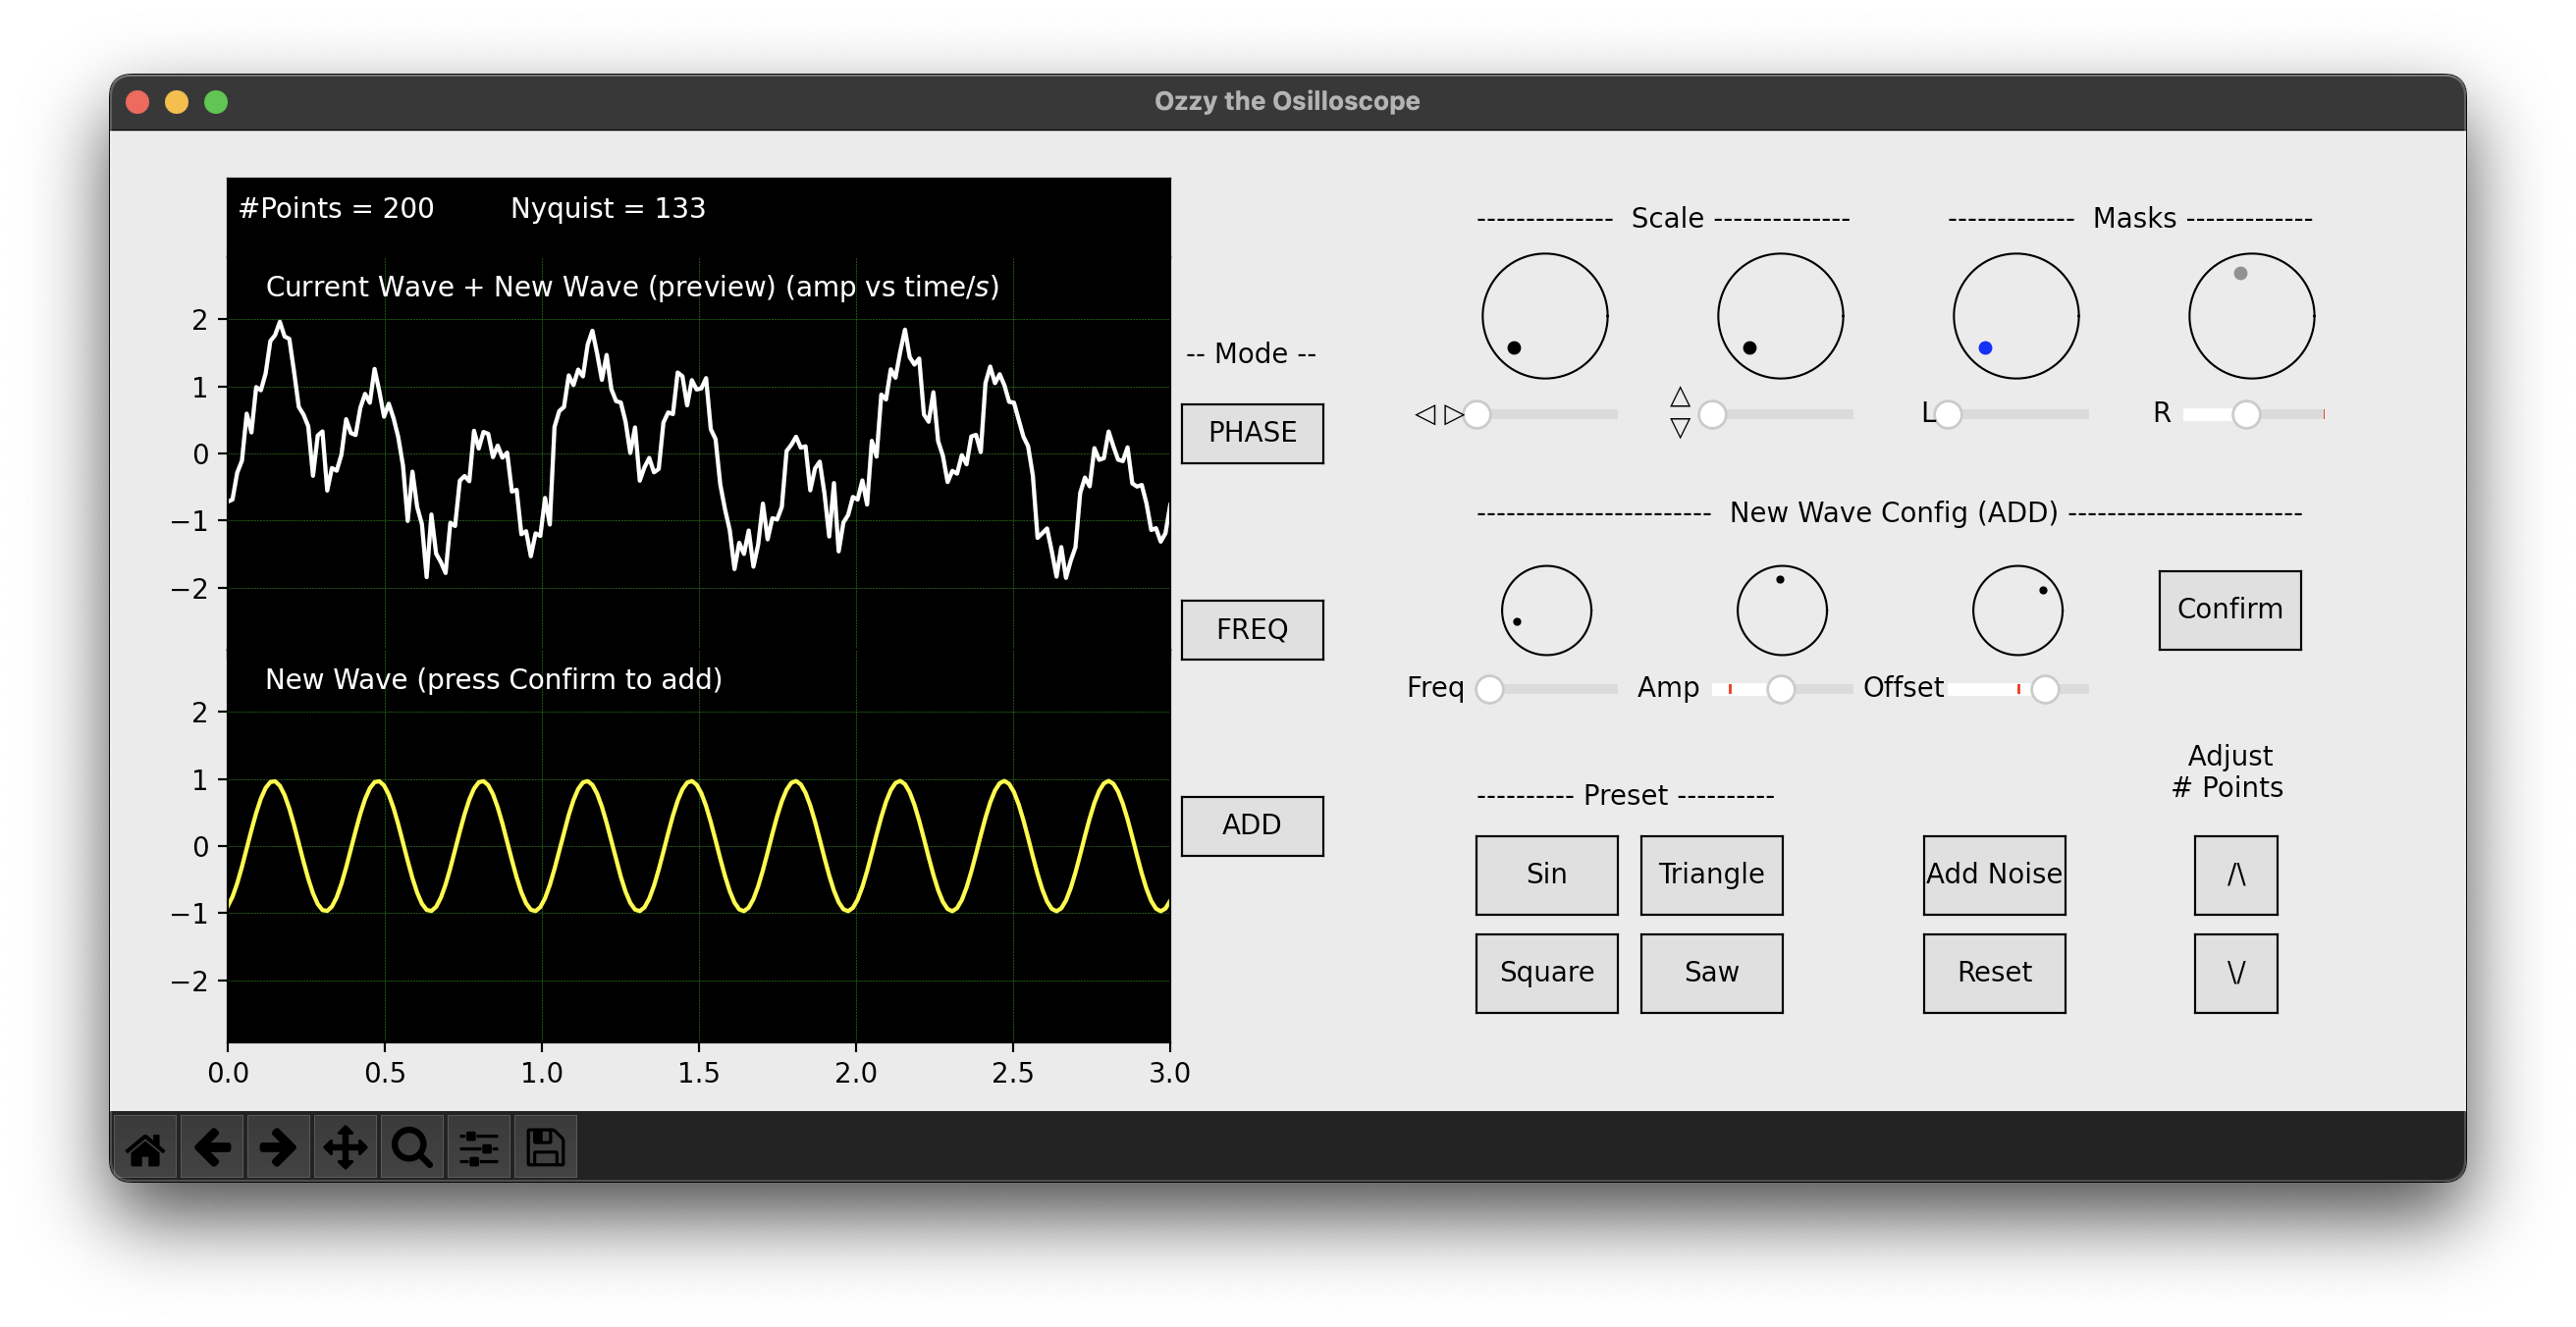 Ozzy the Osilloscope
#Points = 200 Nyquist = 133
Current Wave + New Wave (preview) (amp vs time/s)
2
1
0
−1
−2
New Wave (press Confirm to add)
2
1
0
−1
−2
0.0 0.5 1.0 1.5 2.0 2.5 3.0
-- Mode --
PHASE
FREQ
ADD
-------------- Scale --------------
------------- Masks -------------
◁ ▷
△
▽
L
R
------------------------ New Wave Config (ADD) ------------------------
Confirm
Freq
Amp
Offset
---------- Preset ----------
Sin
Triangle
Square
Saw
Add Noise
Reset
Adjust
# Points
/\
\/